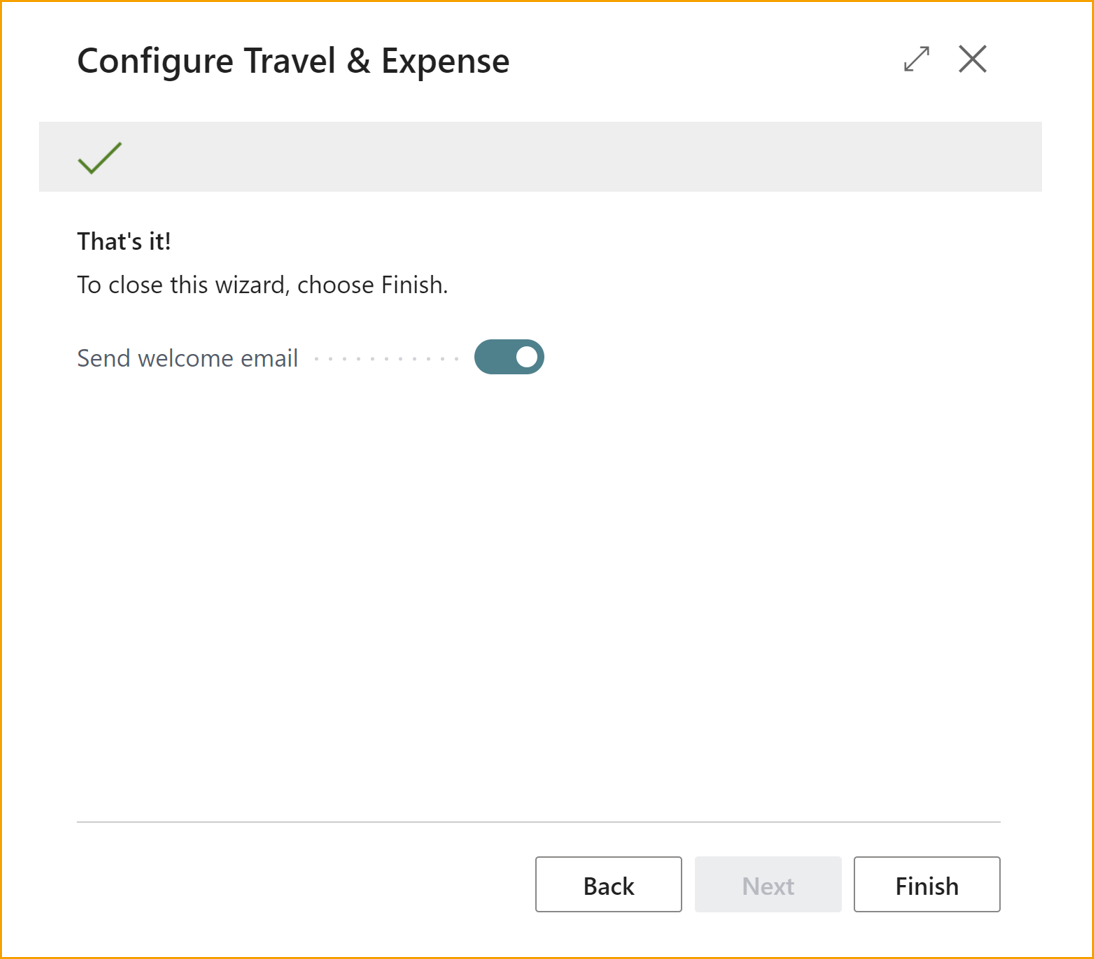 Configure Travel & Expense
That's it!
To close this wizard, choose Finish.
Send welcome email
Back
Next
Finish